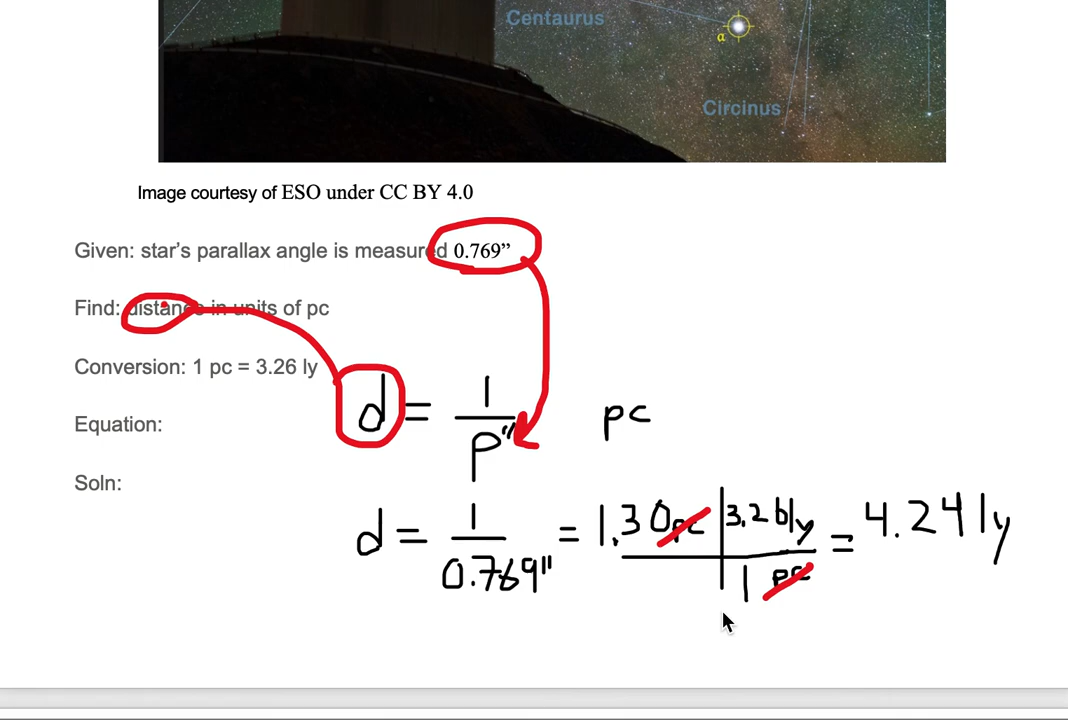 Centaurus
α
Circinus
Image courtesy of ESO under CC BY 4.0
Given: star's parallax angle is measured 0.769”
Find: distance in units of pc
Conversion: 1 pc = 3.26 ly
Equation:
d = 1 / p" pc
Soln:
d = 1 / 0.769" = 1.30 pc | 3.26 ly / 1 pc = 4.24 ly